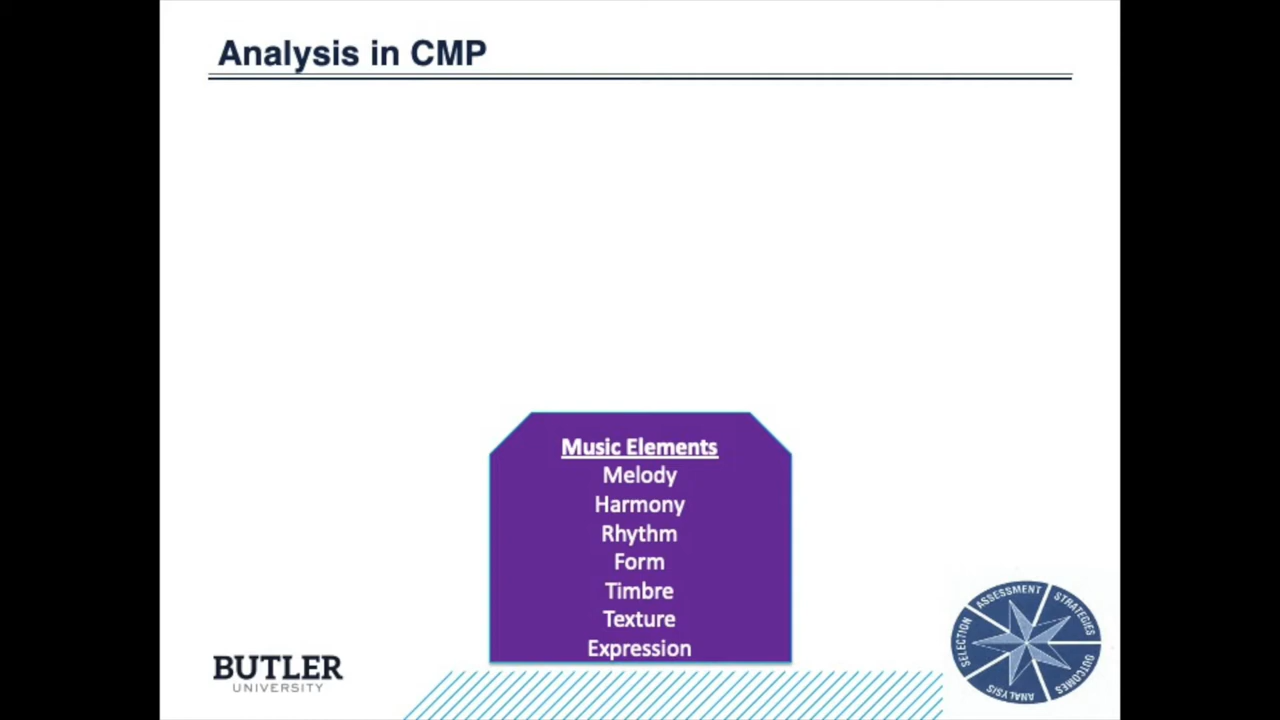 Analysis in CMP
Music Elements
Melody
Harmony
Rhythm
Form
Timbre
Texture
Expression
BUTLER
UNIVERSITY
SELECTION
ASSESSMENT
STRATEGIES
OUTCOMES
ANALYSIS